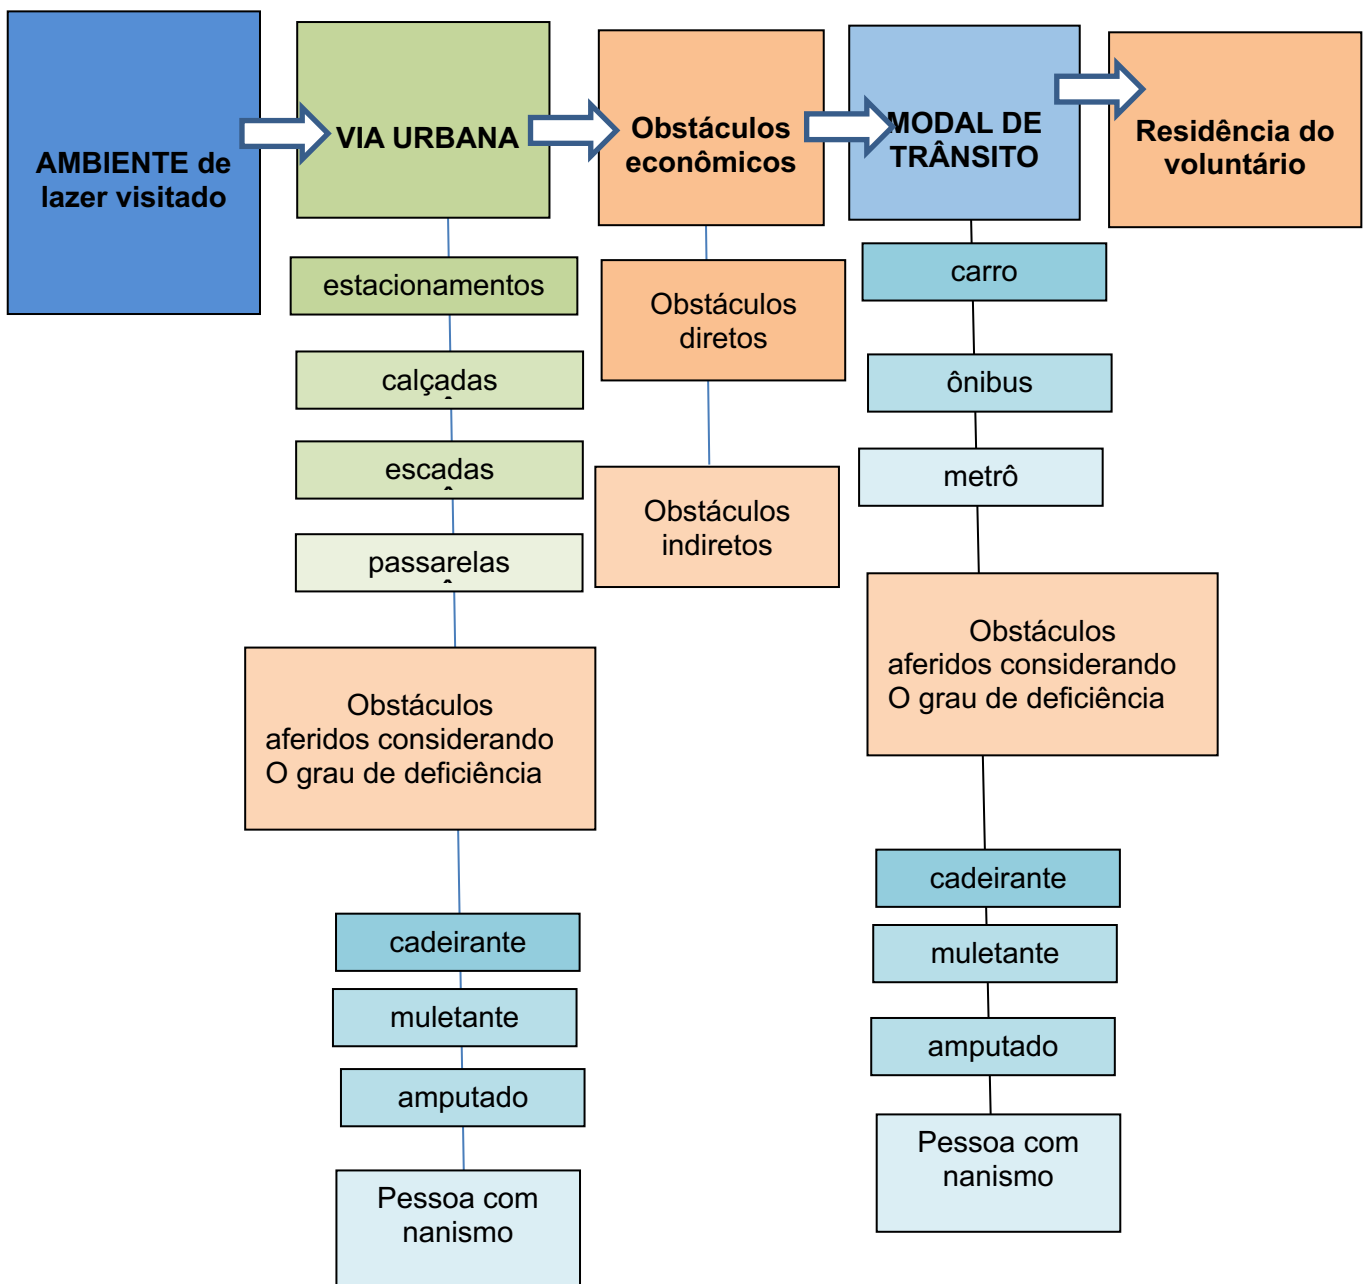 AMBIENTE de
lazer visitado
VIA URBANA
Obstáculos
econômicos
MODAL DE
TRÂNSITO
Residência do
voluntário
estacionamentos
calçadas
escadas
passarelas
Obstáculos
aferidos considerando
O grau de deficiência
cadeirante
muletante
amputado
Pessoa com
nanismo
Obstáculos
diretos
Obstáculos
indiretos
carro
ônibus
metrô
Obstáculos
aferidos considerando
O grau de deficiência
cadeirante
muletante
amputado
Pessoa com
nanismo